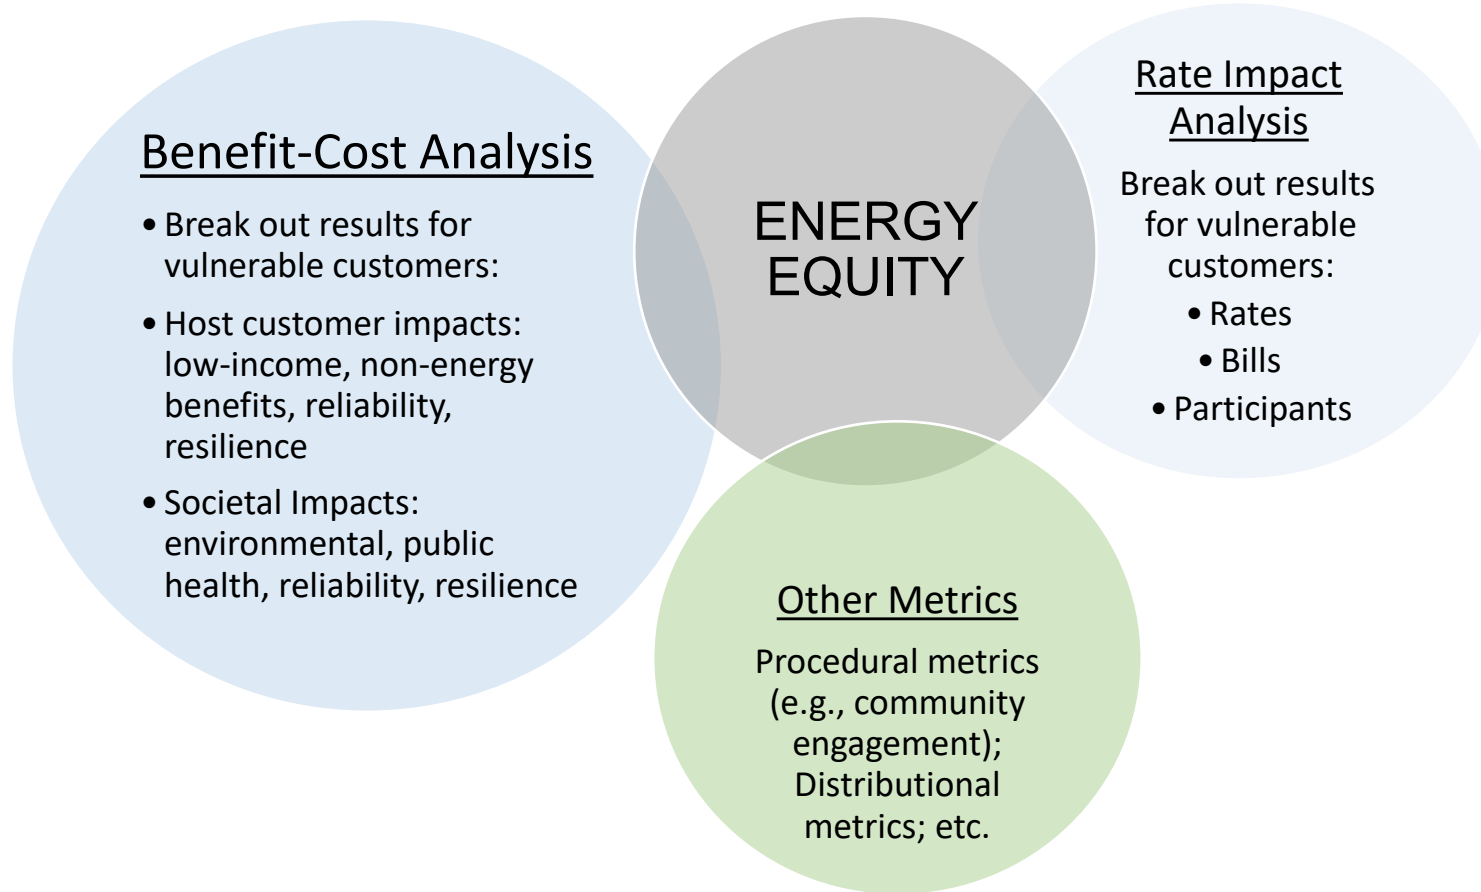 Benefit-Cost Analysis
• Break out results for
vulnerable customers:
• Host customer impacts:
low-income, non-energy
benefits, reliability,
resilience
• Societal Impacts:
environmental, public
health, reliability, resilience
ENERGY
EQUITY
Rate Impact
Analysis
Break out results
for vulnerable
customers:
• Rates
• Bills
• Participants
Other Metrics
Procedural metrics
(e.g., community
engagement);
Distributional
metrics; etc.